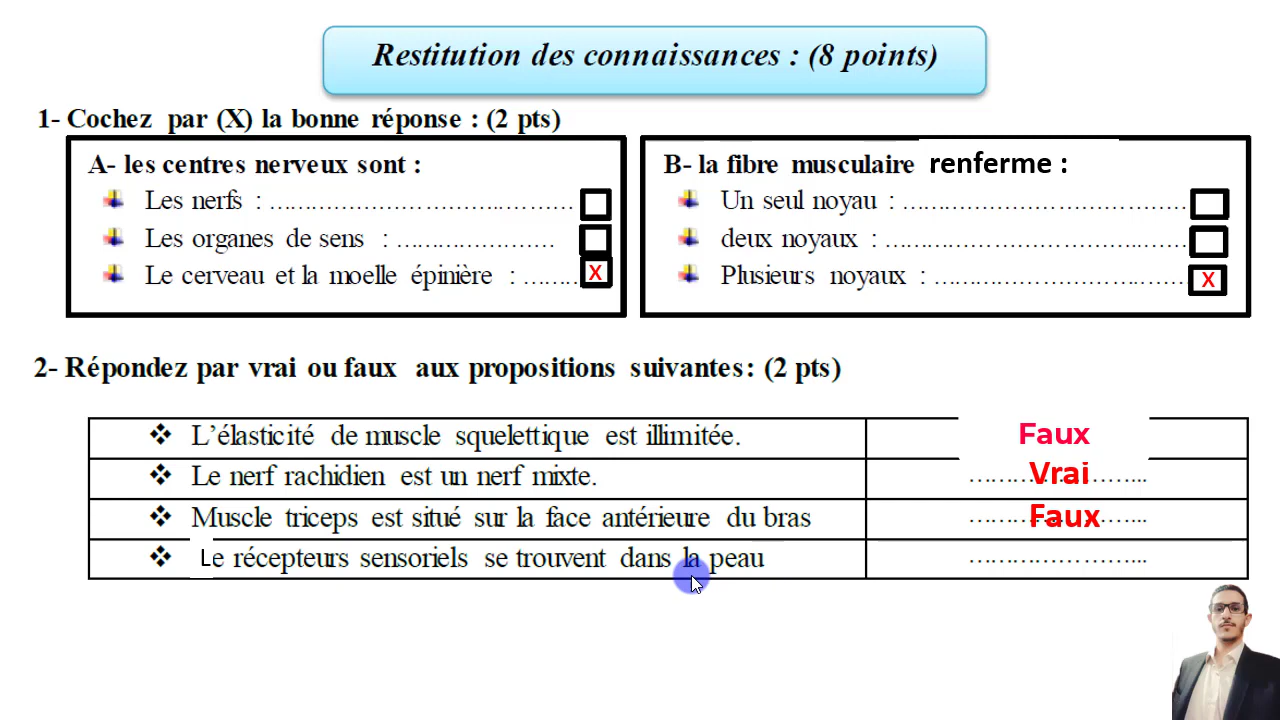 Restitution des connaissances : (8 points)
1- Cochez par (X) la bonne réponse : (2 pts)
A- les centres nerveux sont :
Les nerfs : ……………………………………
Les organes de sens : …………………
Le cerveau et la moelle épinière : ……. X
B- la fibre musculaire renferme :
Un seul noyau : …………………………………
deux noyaux : ……………………………………
Plusieurs noyaux : ……………………………… X
2- Répondez par vrai ou faux aux propositions suivantes: (2 pts)
L’élasticité de muscle squelettique est illimitée. Faux
Le nerf rachidien est un nerf mixte. Vrai
Muscle triceps est situé sur la face antérieure du bras Faux
Le récepteurs sensoriels se trouvent dans la peau …………………...